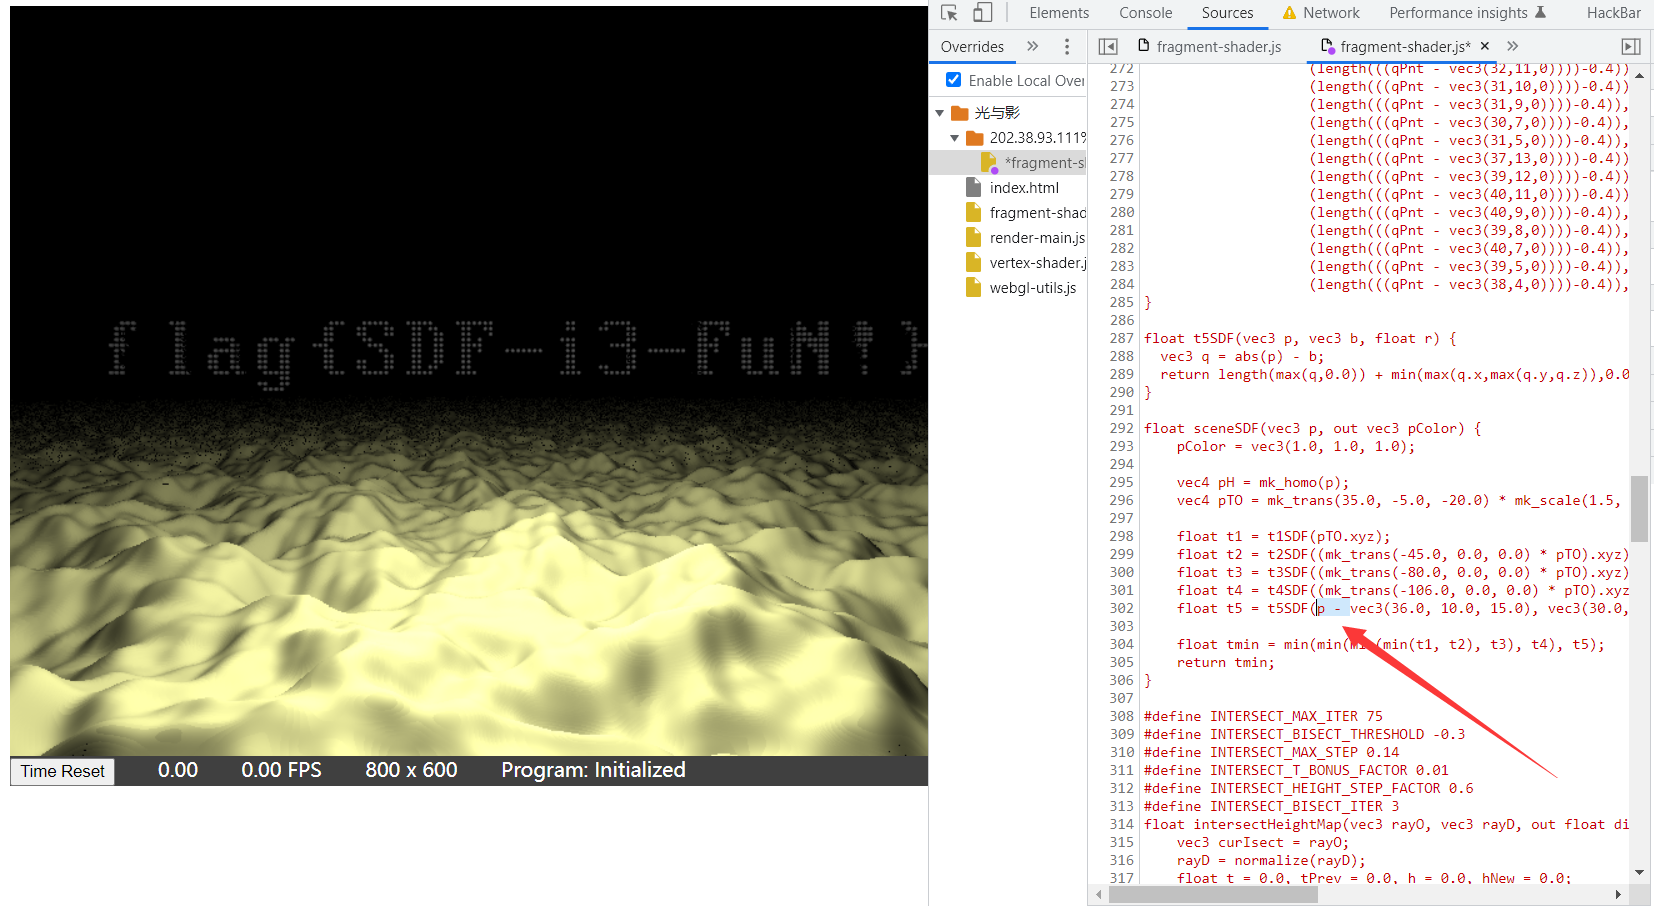 flag{SDF-i3-FuN!}
Time Reset
0.00
0.00 FPS
800 x 600
Program: Initialized
Elements
Console
Sources
Network
Performance insights
HackBar
Overrides
fragment-shader.js
fragment-shader.js*
Enable Local Over
光与影
202.38.93.111%
*fragment-sl
index.html
fragment-shad
render-main.js
vertex-shader.j
webgl-utils.js
272 (length(((qPnt - vec3(32,11,0))))-0.4))
273 (length(((qPnt - vec3(31,10,0))))-0.4))
274 (length(((qPnt - vec3(31,9,0))))-0.4)),
275 (length(((qPnt - vec3(30,7,0))))-0.4)),
276 (length(((qPnt - vec3(31,5,0))))-0.4)),
277 (length(((qPnt - vec3(37,13,0))))-0.4))
278 (length(((qPnt - vec3(39,12,0))))-0.4))
279 (length(((qPnt - vec3(40,11,0))))-0.4))
280 (length(((qPnt - vec3(40,9,0))))-0.4)),
281 (length(((qPnt - vec3(39,8,0))))-0.4)),
282 (length(((qPnt - vec3(40,7,0))))-0.4)),
283 (length(((qPnt - vec3(39,5,0))))-0.4)),
284 (length(((qPnt - vec3(38,4,0))))-0.4)),
285 }
286
287 float t5SDF(vec3 p, vec3 b, float r) {
288 vec3 q = abs(p) - b;
289 return length(max(q,0.0)) + min(max(q.x,max(q.y,q.z)),0.0
290 }
291
292 float sceneSDF(vec3 p, out vec3 pColor) {
293 pColor = vec3(1.0, 1.0, 1.0);
294
295 vec4 pH = mk_homo(p);
296 vec4 pTO = mk_trans(35.0, -5.0, -20.0) * mk_scale(1.5,
297
298 float t1 = t1SDF(pTO.xyz);
299 float t2 = t2SDF((mk_trans(-45.0, 0.0, 0.0) * pTO).xyz)
300 float t3 = t3SDF((mk_trans(-80.0, 0.0, 0.0) * pTO).xyz)
301 float t4 = t4SDF((mk_trans(-106.0, 0.0, 0.0) * pTO).xyz
302 float t5 = t5SDF(p - vec3(36.0, 10.0, 15.0), vec3(30.0,
303
304 float tmin = min(min(min(min(t1, t2), t3), t4), t5);
305 return tmin;
306 }
307
308 #define INTERSECT_MAX_ITER 75
309 #define INTERSECT_BISECT_THRESHOLD -0.3
310 #define INTERSECT_MAX_STEP 0.14
311 #define INTERSECT_T_BONUS_FACTOR 0.01
312 #define INTERSECT_HEIGHT_STEP_FACTOR 0.6
313 #define INTERSECT_BISECT_ITER 3
314 float intersectHeightMap(vec3 rayO, vec3 rayD, out float di
315 vec3 curIsect = rayO;
316 rayD = normalize(rayD);
317 float t = 0.0, tPrev = 0.0, h = 0.0, hNew = 0.0;